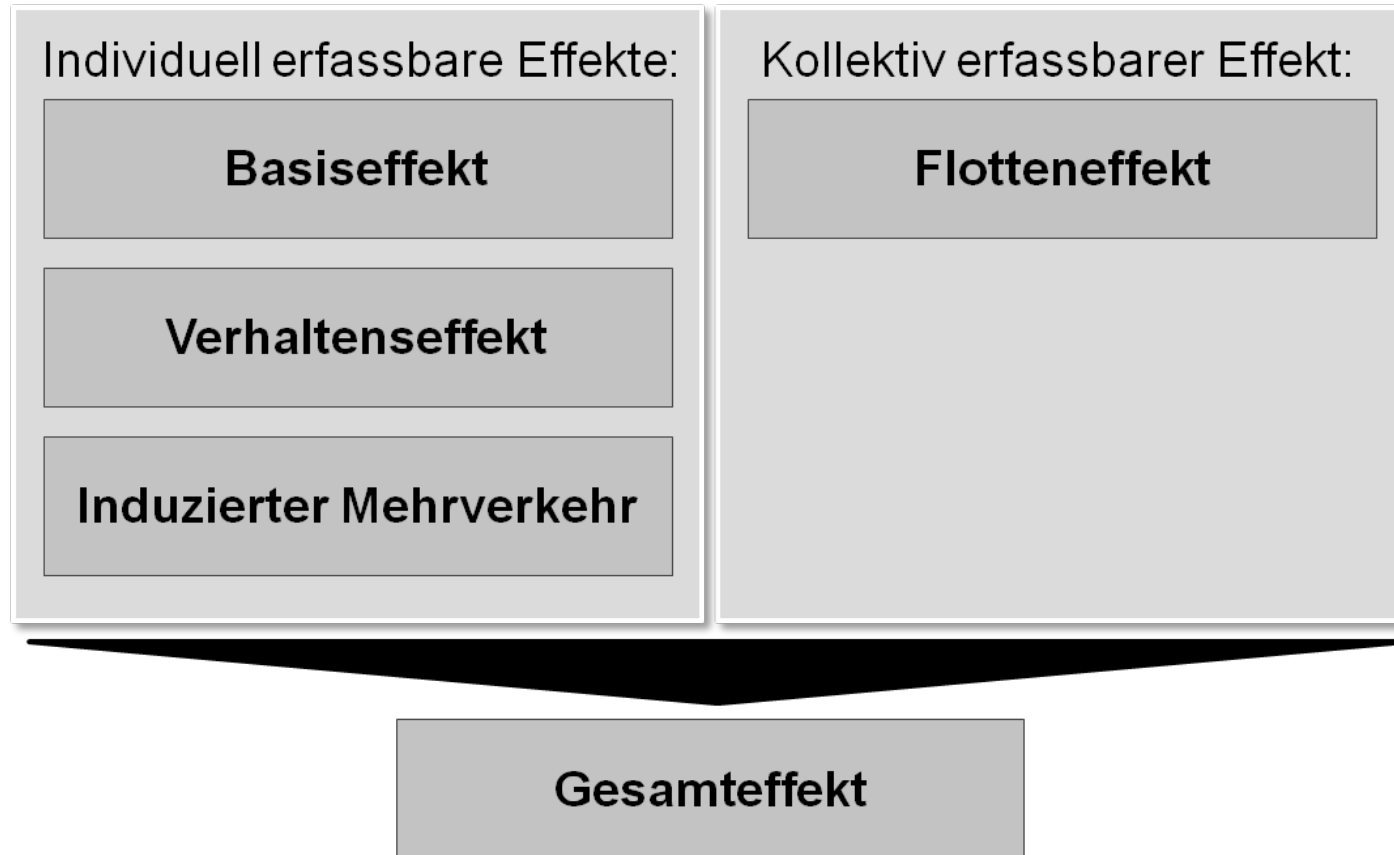 Individuell erfassbare Effekte:
Basiseffekt
Verhaltenseffekt
Induzierter Mehrverkehr
Kollektiv erfassbarer Effekt:
Flotteneffekt
Gesamteffekt